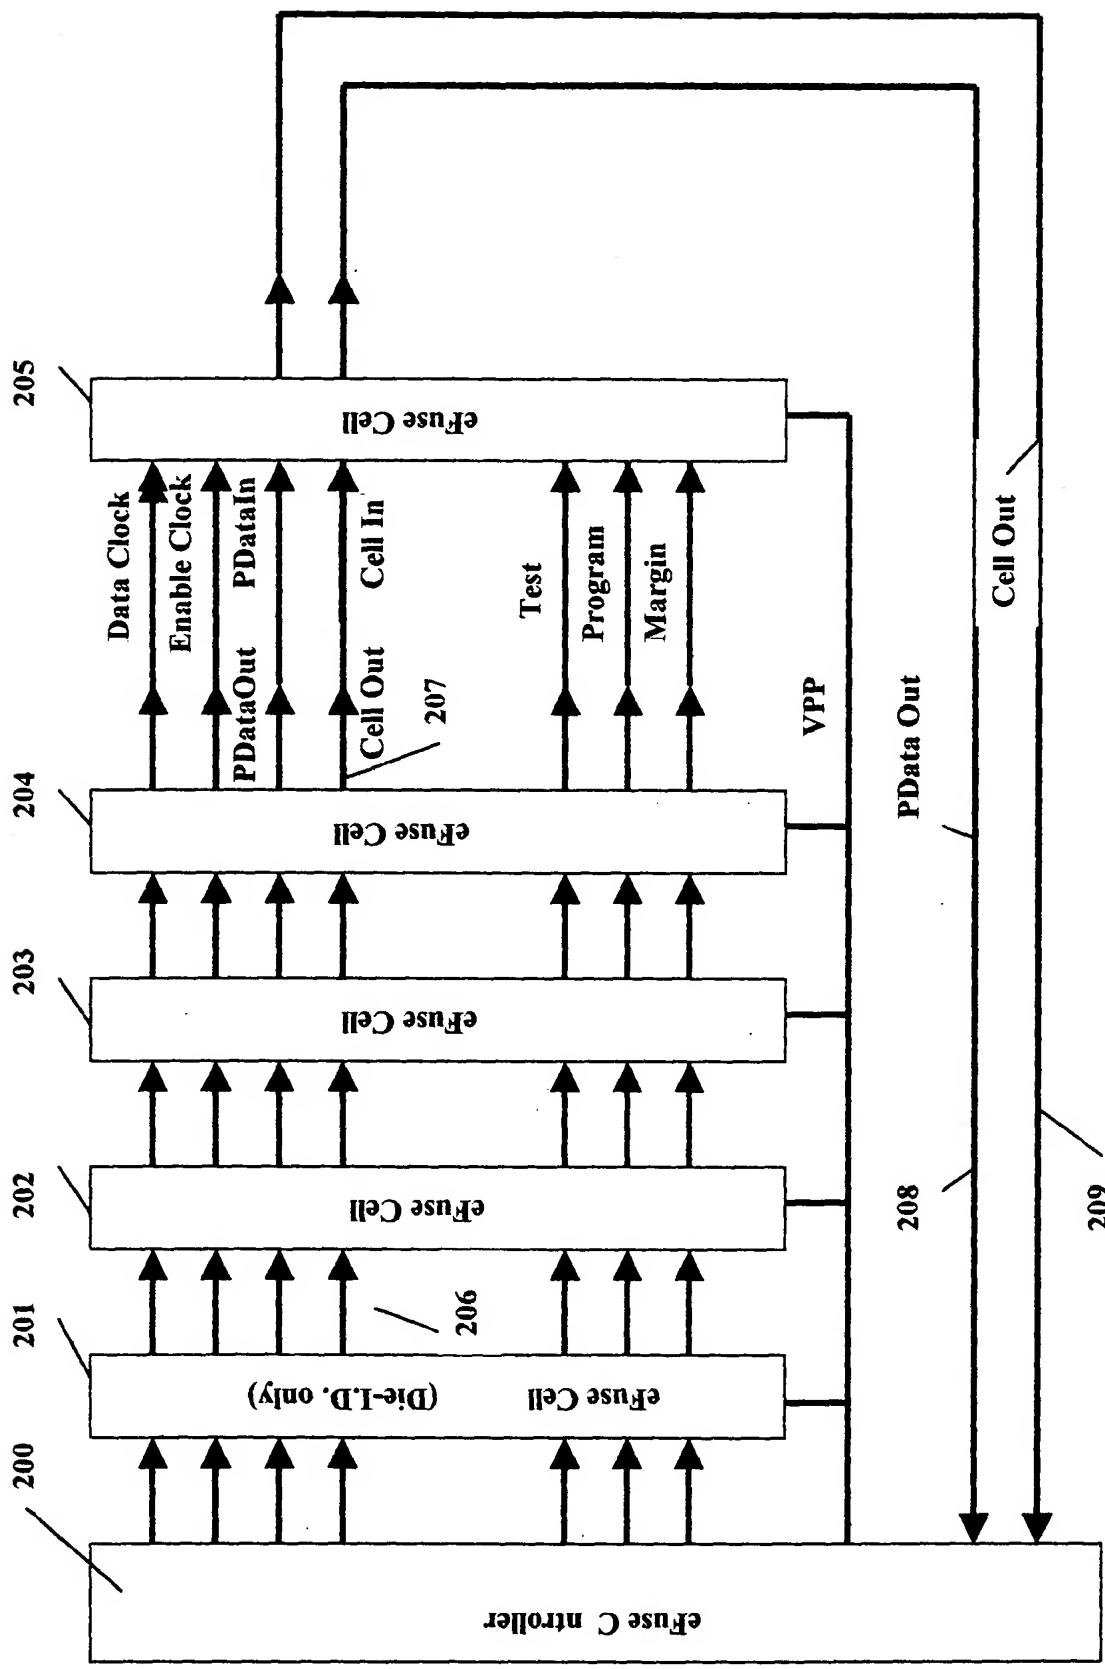 200
201
202
203
204
205
eFuse C ntroller
(Die-I.D. only)
eFuse Cell
eFuse Cell
eFuse Cell
eFuse Cell
eFuse Cell
206
207
Data Clock
Enable Clock
PDataOut PDataIn
Cell Out Cell In
Test
Program
Margin
VPP
208
PData Out
209
Cell Out